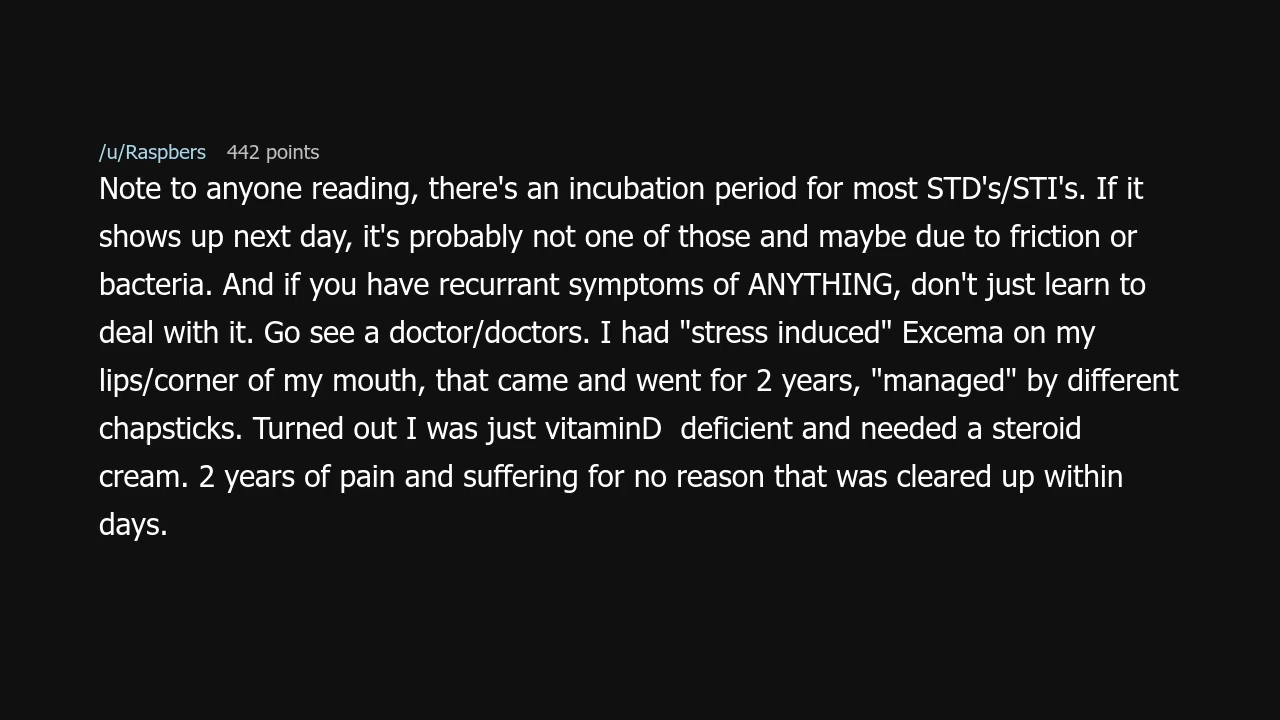 /u/Raspbers 442 points
Note to anyone reading, there's an incubation period for most STD's/STI's. If it
shows up next day, it's probably not one of those and maybe due to friction or
bacteria. And if you have recurrant symptoms of ANYTHING, don't just learn to
deal with it. Go see a doctor/doctors. I had "stress induced" Excema on my
lips/corner of my mouth, that came and went for 2 years, "managed" by different
chapsticks. Turned out I was just vitaminD  deficient and needed a steroid
cream. 2 years of pain and suffering for no reason that was cleared up within
days.